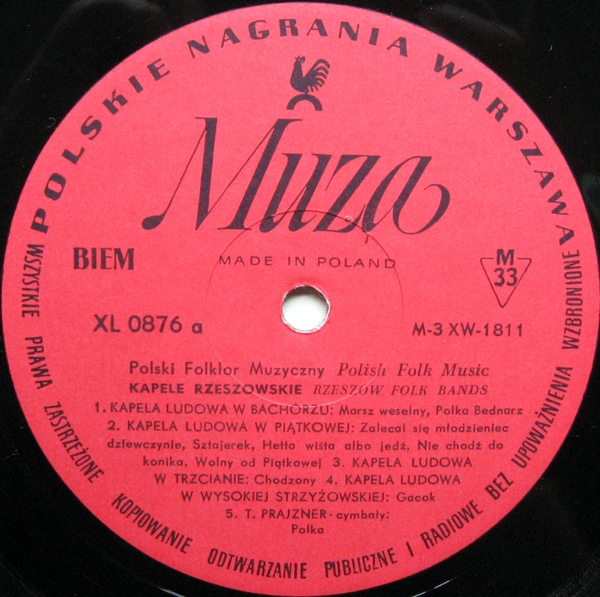 POLSKIE NAGRANIA WARSZAWA
Muza
MADE IN POLAND
BIEM
M
33
XL 0876 a
M-3 XW-1811
Polski Folklor Muzyczny Polish Folk Music
KAPELE RZESZOWSKIE RZESZÓW FOLK BANDS
1. KAPELA LUDOWA W BACHÓRZU: Marsz weselny, Polka Bednarz
2. KAPELA LUDOWA W PIĄTKOWEJ: Zalecał się młodzieniec
dziewczynie, Sztajerek, Hetta wiśta albo jedź, Nie chodź do
konika, Wolny od Piątkowej 3. KAPELA LUDOWA
W TRZCIANIE: Chodzony 4. KAPELA LUDOWA
W WYSOKIEJ STRZYŻOWSKIEJ: Gacok
5. T. PRAJZNER - cymbały:
Polka
WSZYSTKIE PRAWA ZASTRZEŻONE KOPIOWANIE ODTWARZANIE PUBLICZNE I RADIOWE BEZ UPOWAŻNIENIA WZBRONIONE